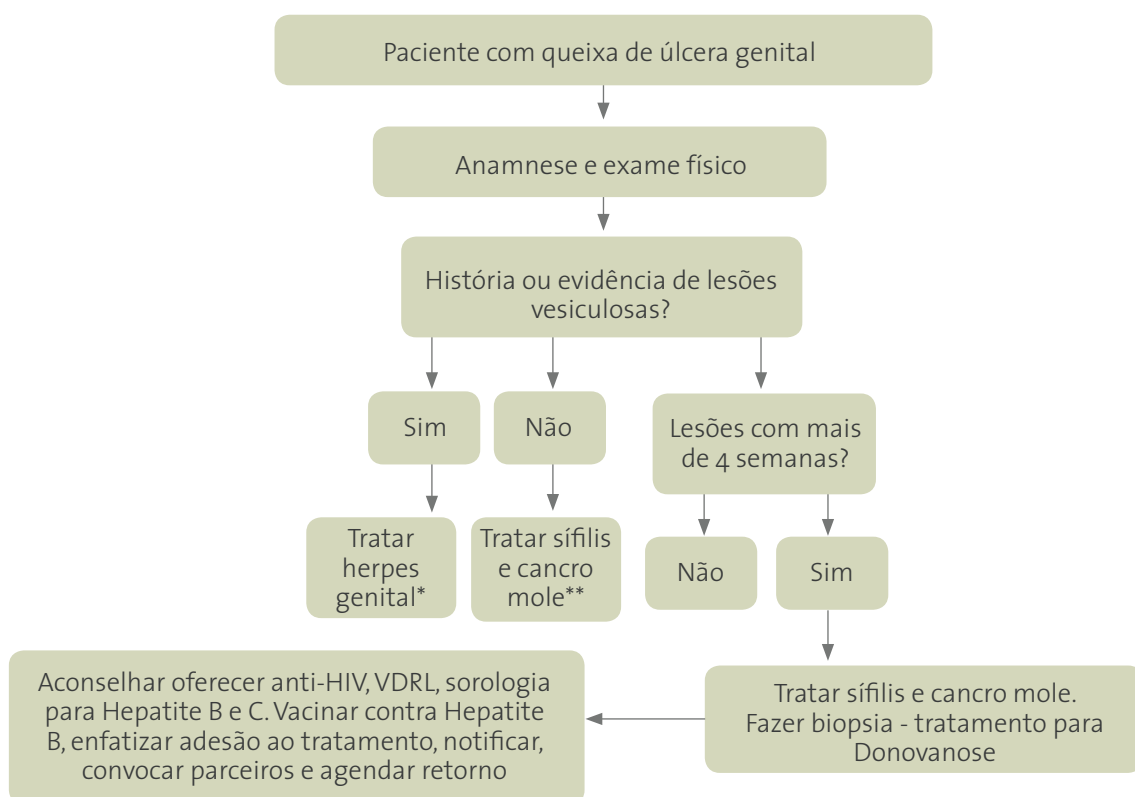 Paciente com queixa de úlcera genital
Anamnese e exame físico
História ou evidência de lesões
vesiculosas?
Sim
Não
Lesões com mais
de 4 semanas?
Tratar
herpes
genital*
Tratar sífilis
e cancro
mole**
Não
Sim
Aconselhar oferecer anti-HIV, VDRL, sorologia
para Hepatite B e C. Vacinar contra Hepatite
B, enfatizar adesão ao tratamento, notificar,
convocar parceiros e agendar retorno
Tratar sífilis e cancro mole.
Fazer biopsia - tratamento para
Donovanose